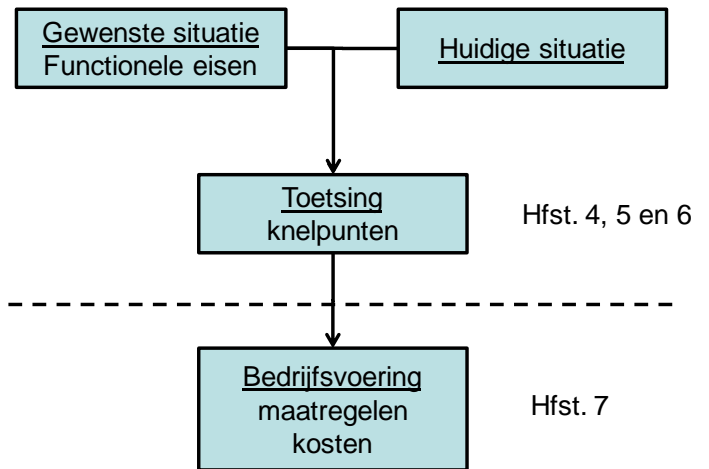 Gewenste situatie
Functionele eisen
Huidige situatie
Toetsing
knelpunten
Hfst. 4, 5 en 6
Bedrijfsvoering
maatregelen
kosten
Hfst. 7